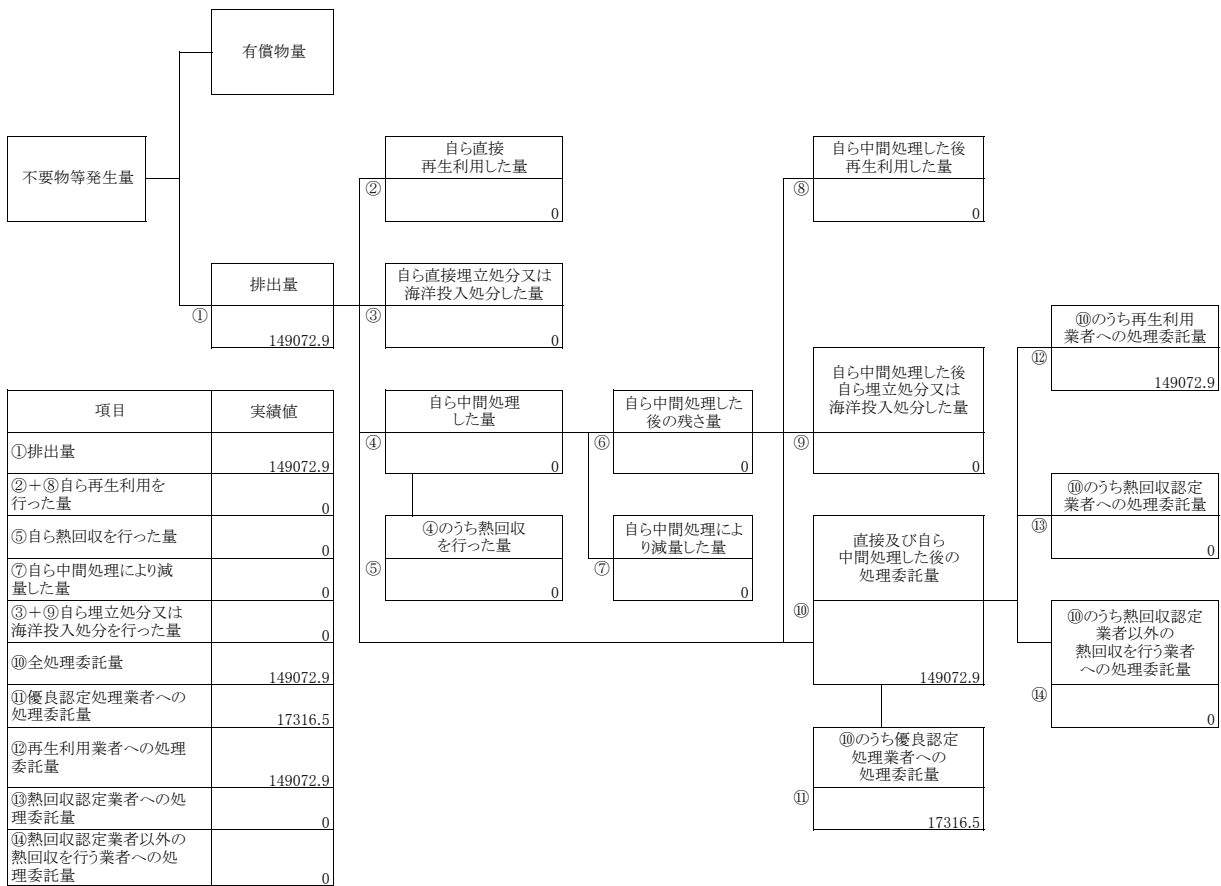 有償物量
不要物等発生量
自ら直接
再生利用した量
②
0
自ら中間処理した後
再生利用した量
⑧
0
排出量
①
149072.9
自ら直接埋立処分又は
海洋投入処分した量
③
0
⑩のうち再生利用
業者への処理委託量
⑫
149072.9
自ら中間処理
した量
④
0
自ら中間処理した
後の残さ量
⑥
0
自ら中間処理した後
自ら埋立処分又は
海洋投入処分した量
⑨
0
⑩のうち熱回収認定
業者への処理委託量
⑬
0
④のうち熱回収
を行った量
⑤
0
自ら中間処理によ
り減量した量
⑦
0
直接及び自ら
中間処理した後の
処理委託量
⑩
149072.9
⑩のうち熱回収認定
業者以外の
熱回収を行う業者
への処理委託量
⑭
0
⑩のうち優良認定
処理業者への
処理委託量
⑪
17316.5
項目 実績値
①排出量
149072.9
②+⑧自ら再生利用を
行った量
0
⑤自ら熱回収を行った量
0
⑦自ら中間処理により減
量した量
0
③+⑨自ら埋立処分又は
海洋投入処分を行った量
0
⑩全処理委託量
149072.9
⑪優良認定処理業者への
処理委託量
17316.5
⑫再生利用業者への処理
委託量
149072.9
⑬熱回収認定業者への処
理委託量
0
⑭熱回収認定業者以外の
熱回収を行う業者への処
理委託量
0